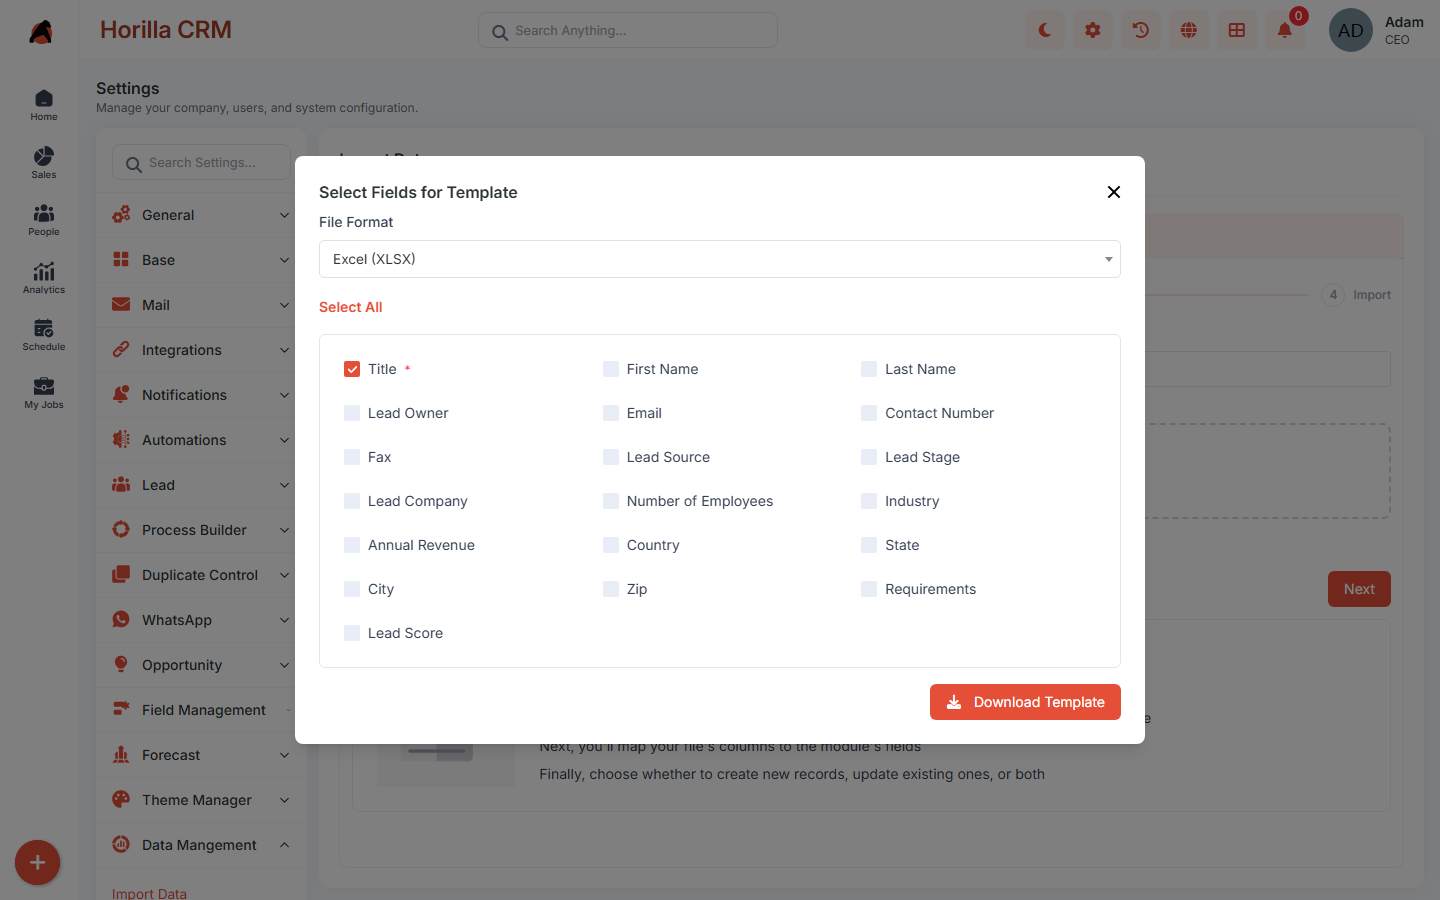 Horilla CRM
Search Anything...
0
AD
Adam
CEO
Home
Sales
People
Analytics
Schedule
My Jobs
Settings
Manage your company, users, and system configuration.
Search Settings...
General
Base
Mail
Integrations
Notifications
Automations
Lead
Process Builder
Duplicate Control
WhatsApp
Opportunity
Field Management
Forecast
Theme Manager
Data Mangement
Import Data
Select Fields for Template
File Format
Excel (XLSX)
Select All
Title *
First Name
Last Name
Lead Owner
Email
Contact Number
Fax
Lead Source
Lead Stage
Lead Company
Number of Employees
Industry
Annual Revenue
Country
State
City
Zip
Requirements
Lead Score
Download Template
4 Import
Next
Next, you'll map your file's columns to the module's fields
Finally, choose whether to create new records, update existing ones, or both